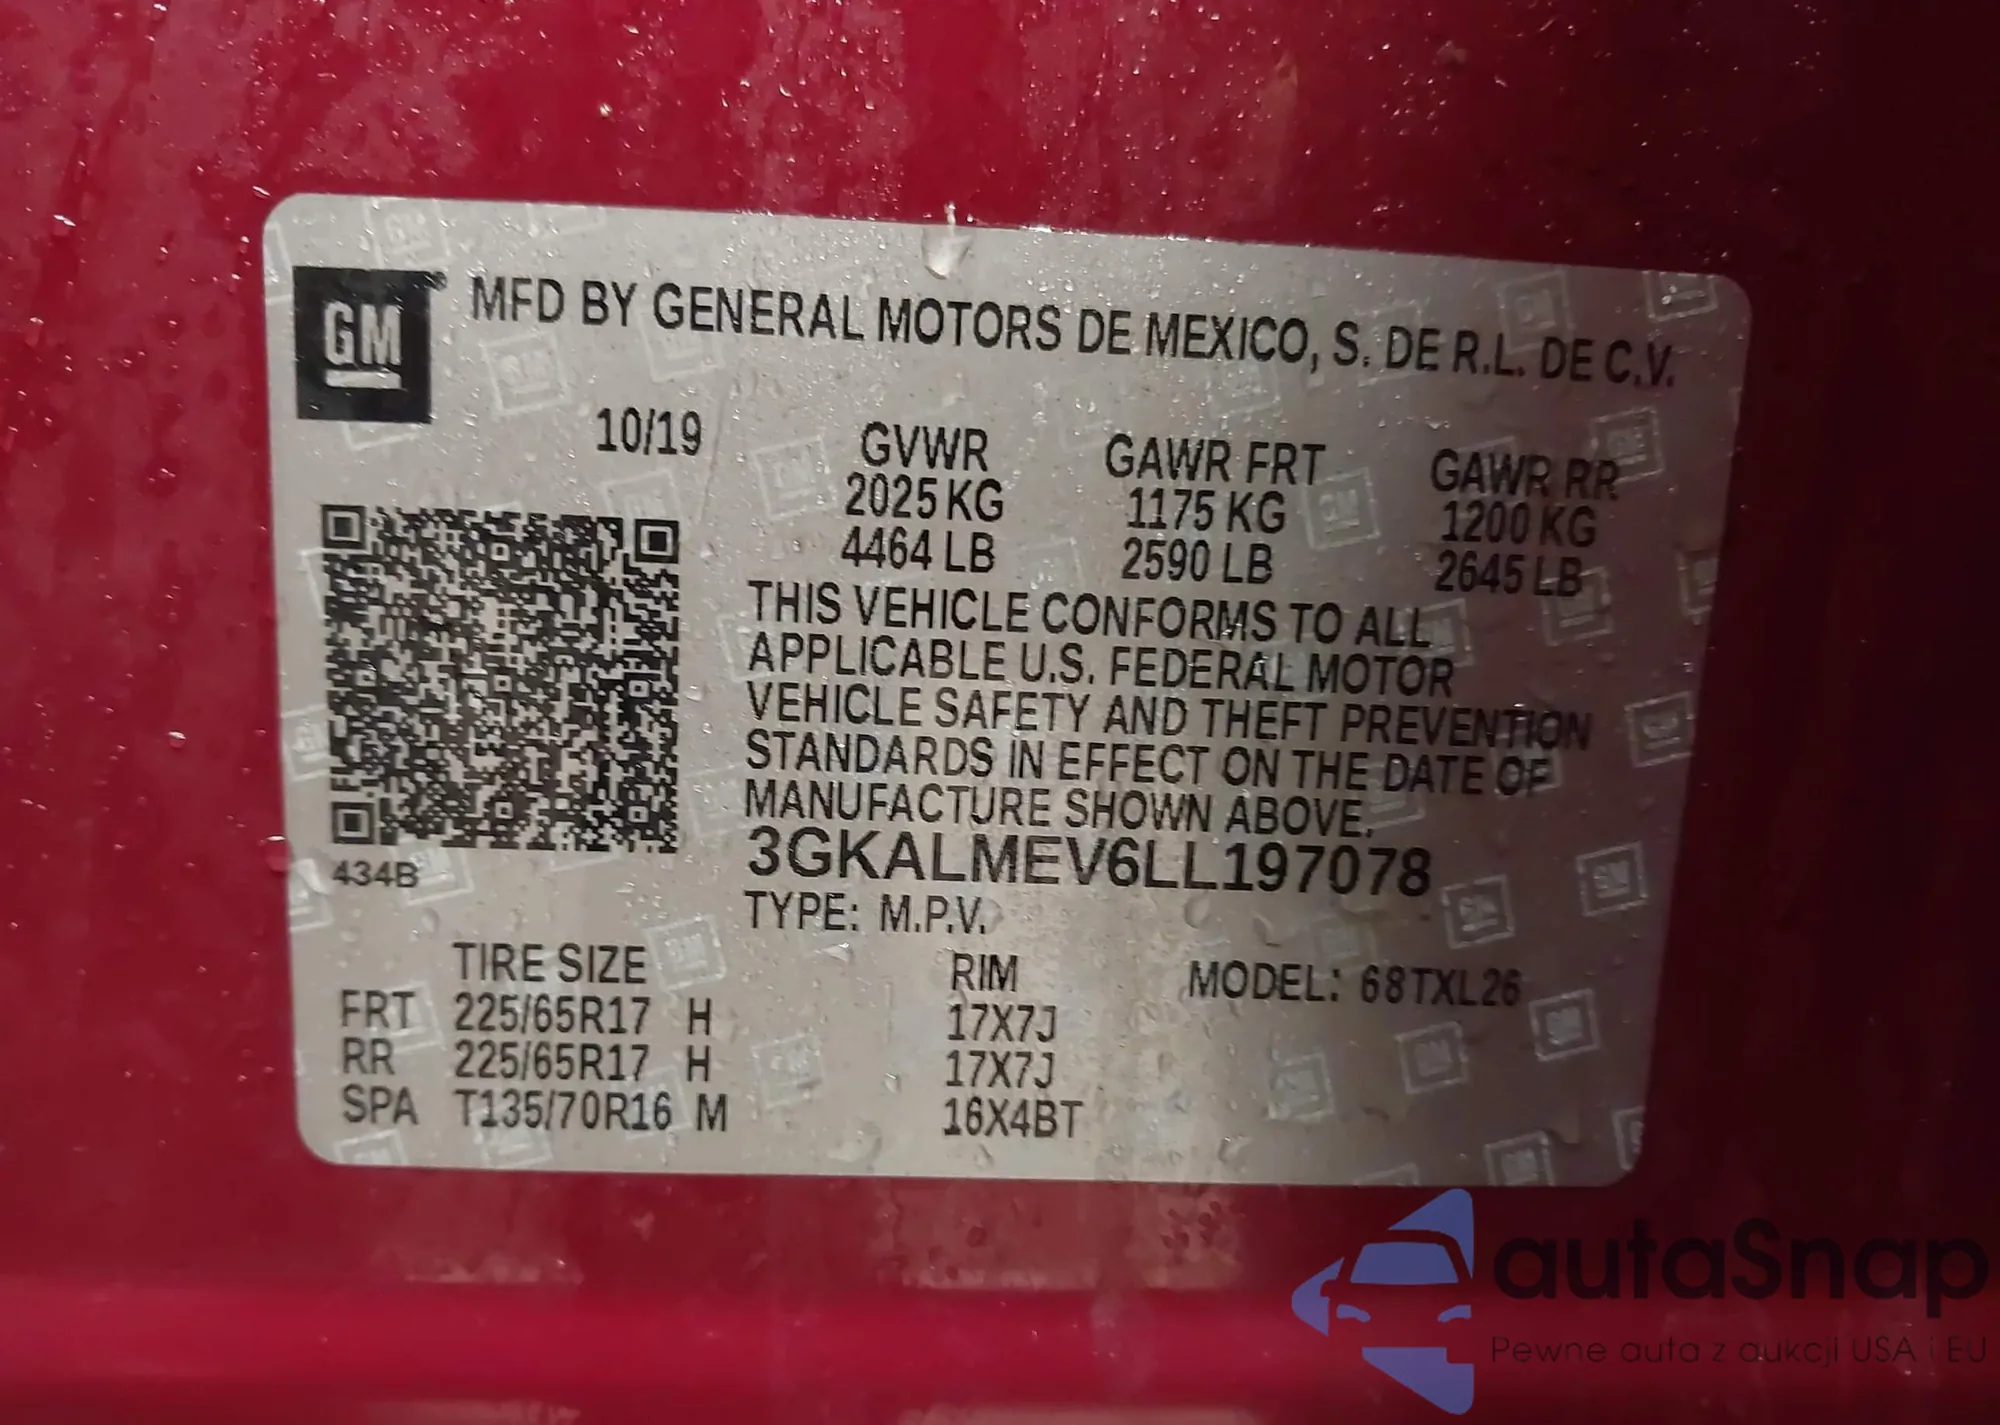 GM
MFD BY GENERAL MOTORS DE MEXICO, S. DE R.L. DE C.V.
10/19
GVWR GAWR FRT GAWR RR
2025 KG 1175 KG 1200 KG
4464 LB 2590 LB 2645 LB
THIS VEHICLE CONFORMS TO ALL
APPLICABLE U.S. FEDERAL MOTOR
VEHICLE SAFETY AND THEFT PREVENTION
STANDARDS IN EFFECT ON THE DATE OF
MANUFACTURE SHOWN ABOVE.
434B
3GKALMEV6LL197078
TYPE: M.P.V.
TIRE SIZE RIM MODEL: 68TXL26
FRT 225/65R17 H 17X7J
RR 225/65R17 H 17X7J
SPA T135/70R16 M 16X4BT
autaSnap
Pewne auta z aukcji USA i EU